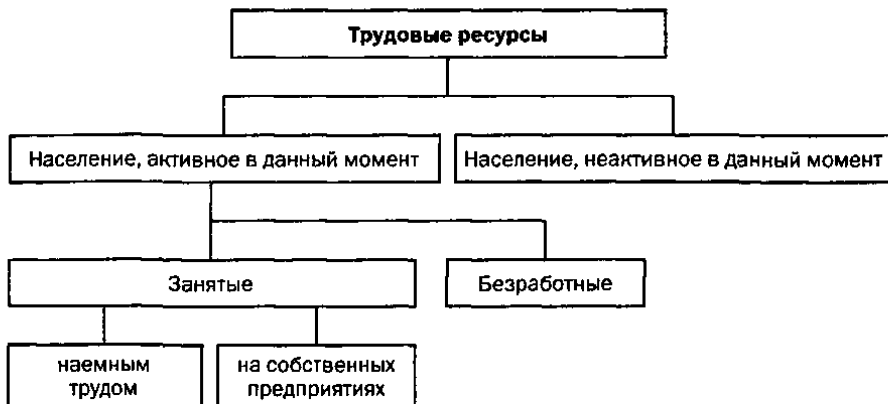 Трудовые ресурсы
Население, активное в данный момент
Население, неактивное в данный момент
Занятые
Безработные
наемным
трудом
на собственных
предприятиях